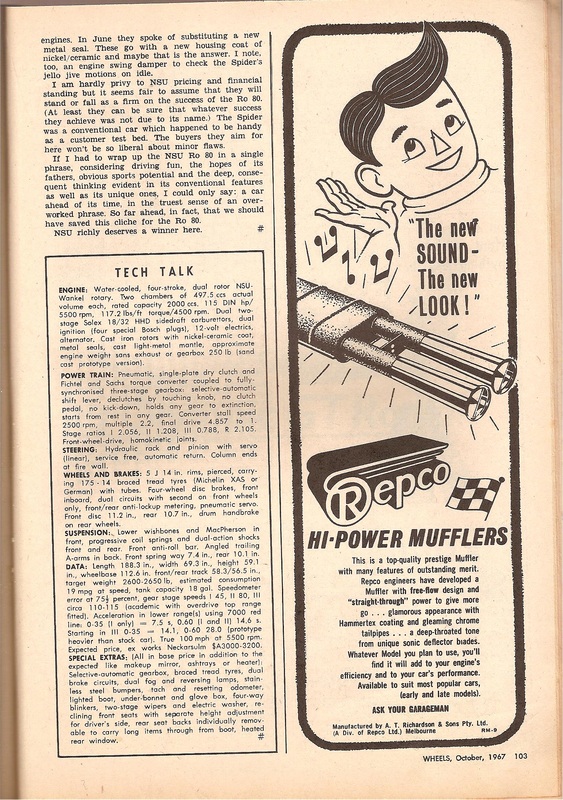 engines. In June they spoke of substituting a new
metal seal. These go with a new housing coat of
nickel/ceramic and maybe that is the answer. I note,
too, an engine swing damper to check the Spider's
jello jive motions on idle.
I am hardly privy to NSU pricing and financial
standing but it seems fair to assume that they will
stand or fall as a firm on the success of the Ro 80.
(At least they can be sure that whatever success
they achieve was not due to its name.) The Spider
was a conventional car which happened to be handy
as a customer test bed. The buyers they aim for
here won't be so liberal about minor flaws.
If I had to wrap up the NSU Ro 80 in a single
phrase, considering driving fun, the hopes of its
fathers, obvious sports potential and the deep, conse-
quent thinking evident in its conventional features
as well as its unique ones, I could only say: a car
ahead of its time, in the truest sense of an over-
worked phrase. So far ahead, in fact, that we should
have saved this cliche for the Ro 80.
NSU richly deserves a winner here. #
TECH TALK
ENGINE: Water-cooled, four-stroke, dual rotor NSU-
Wankel rotary. Two chambers of 497.5 ccs actual
volume each, rated capacity 2000 ccs. 115 DIN hp/
5500 rpm, 117.2 lbs/ft torque/4500 rpm. Dual two-
stage Solex 18/32 HHD sidedraft carburettors, dual
ignition (four special Bosch plugs), 12-volt electrics,
alternator. Cast iron rotors with nickel-ceramic coat,
metal seals, cast light-metal mantle, approximate
engine weight sans exhaust or gearbox 250 lb (sand
cast prototype version).
POWER TRAIN: Pneumatic, single-plate dry clutch and
Fichtel and Sachs torque converter coupled to fully-
synchronised three-stage gearbox: selective-automatic
shift lever, declutches by touching knob, no clutch
pedal, no kick-down, holds any gear to extinction,
starts from rest in any gear. Converter stall speed
2500 rpm, multiple 2.2, final drive 4.857 to 1.
Stage ratios I 2.056, II 1.208, III 0.788, R 2.105.
Front-wheel-drive, homokinetic joints.
STEERING: Hydraulic rack and pinion with servo
(linear), service free, automatic return. Column ends
at fire wall.
WHEELS AND BRAKES: 5 J 14 in. rims, pierced, carry-
ing 175-14 braced tread tyres (Michelin XAS or
German) with tubes. Four-wheel disc brakes, front
inboard, dual circuits with second on front wheels
only, front/rear anti-lockup metering, pneumatic servo.
Front disc 11.2 in., rear 10.7 in., drum handbrake
on rear wheels.
SUSPENSION: Lower wishbones and MacPherson in
front, progressive coil springs and dual-action shocks
front and rear. Front anti-roll bar. Angled trailing
A-arms in back. Front spring way 7.4 in., rear 10.1 in.
DATA: Length 188.3 in., width 69.3 in., height 59.1
in., wheelbase 112.6 in. front/rear track 58.3/56.5 in.,
target weight 2600-2650 lb, estimated consumption
19 mpg at speed, tank capacity 18 gal. Speedometer
error at 75½ percent, gear stage speeds I 45, II 80, III
circa 110-115 (academic with overdrive top range
fitted). Acceleration in lower range(s) using 7000 red
line: 0-35 (I only) = 7.5 s, 0.60 (I and II) 14.6 s.
Starting in III 0-35 = 14.1, 0-60 28.0 (prototype
heavier than stock car). True 100 mph at 5500 rpm.
Expected price, ex works Neckarsulm $A3000-3200.
SPECIAL EXTRAS: (All in base price in addition to the
expected like makeup mirror, ashtrays or heater):
Selective-automatic gearbox, braced tread tyres, dual
brake circuits, dual fog and reversing lamps, stain-
less steel bumpers, tach and resetting odometer,
lighted boot, under-bonnet and glove box, four-way
blinkers, two-stage wipers and electric washer, re-
clining front seats with separate height adjustment
for driver's side, rear seat backs individually remov-
able to carry long items through from boot, heated
rear window. #
"The new
SOUND-
The new
LOOK!"
Repco
HI-POWER MUFFLERS
This is a top-quality prestige Muffler
with many features of outstanding merit.
Repco engineers have developed a
Muffler with free-flow design and
"straight-through" power to give more
go . . . glamorous appearance with
Hammertex coating and gleaming chrome
tailpipes . . . a deep-throated tone
from unique sonic deflector blades.
Whatever Model you plan to use, you'll
find it will add to your engine's
efficiency and to your car's performance.
Available to suit most popular cars,
(early and late models).
ASK YOUR GARAGEMAN
Manufactured by A. T. Richardson & Sons Pty. Ltd.
(A Div. of Repco Ltd.) Melbourne RM-9
WHEELS, October, 1967 103